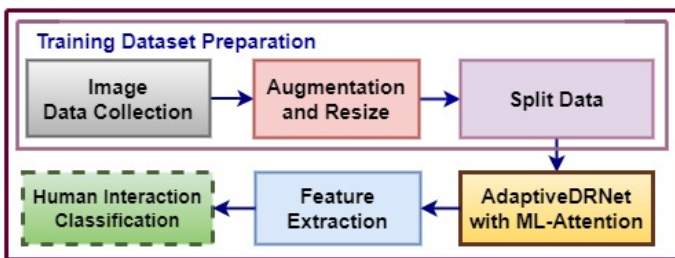 Training Dataset Preparation
Image
Data Collection
Augmentation
and Resize
Split Data
AdaptiveDRNet
with ML-Attention
Feature
Extraction
Human Interaction
Classification